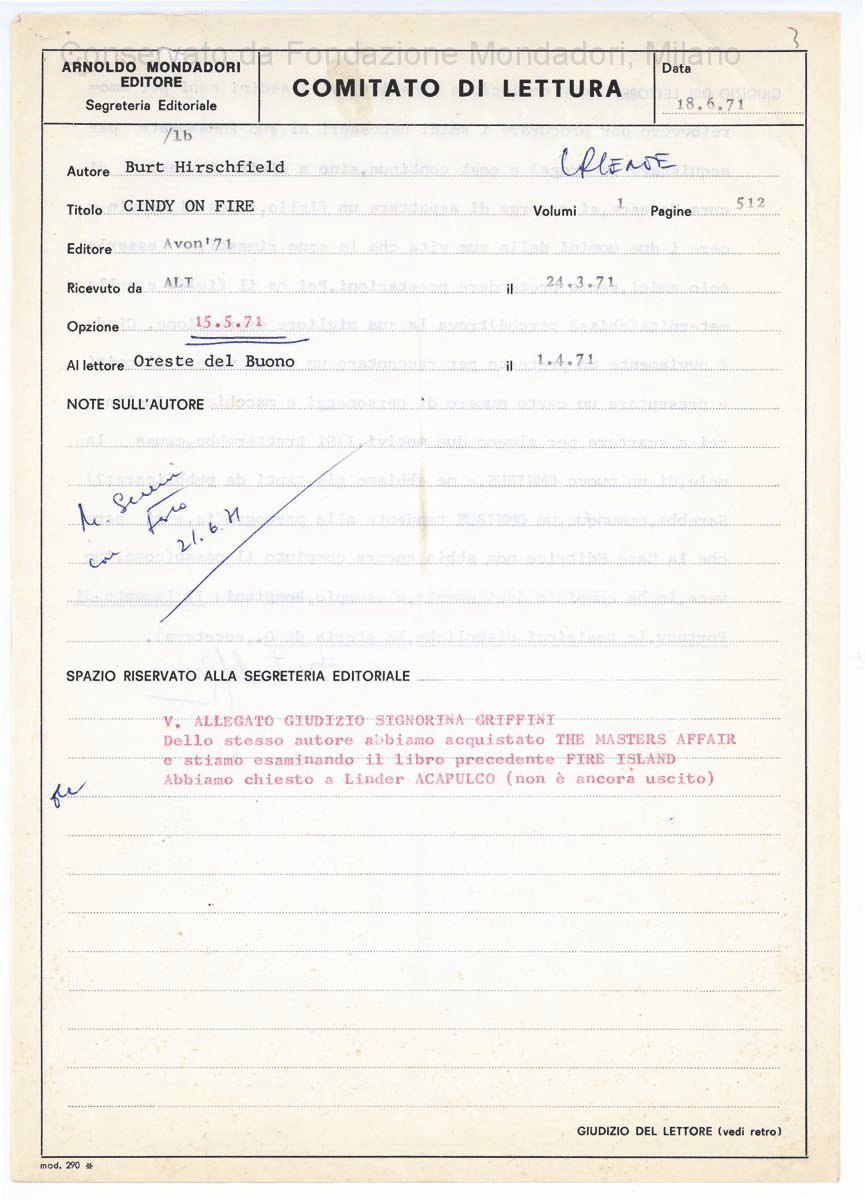 3
Conservato da Fondazione Mondadori, Milano
ARNOLDO MONDADORI
EDITORE
Segreteria Editoriale
COMITATO DI LETTURA
Data
18.6.71
/lb
Autore Burt Hirschfield
URGENTE
Titolo CINDY ON FIRE
Volumi 1 Pagine 512
Editore Avon'71
Ricevuto da ALI il 24.3.71
Opzione 15.5.71
Al lettore Oreste del Buono il 1.4.71
NOTE SULL'AUTORE
Sereni
con
21.6.71
SPAZIO RISERVATO ALLA SEGRETERIA EDITORIALE
V. ALLEGATO GIUDIZIO SIGNORINA GRIFFINI
Dello stesso autore abbiamo acquistato THE MASTERS AFFAIR
e stiamo esaminando il libro precedente FIRE ISLAND
Abbiamo chiesto a Linder ACAPULCO (non è ancora uscito)
GIUDIZIO DEL LETTORE (vedi retro)
mod. 290 *